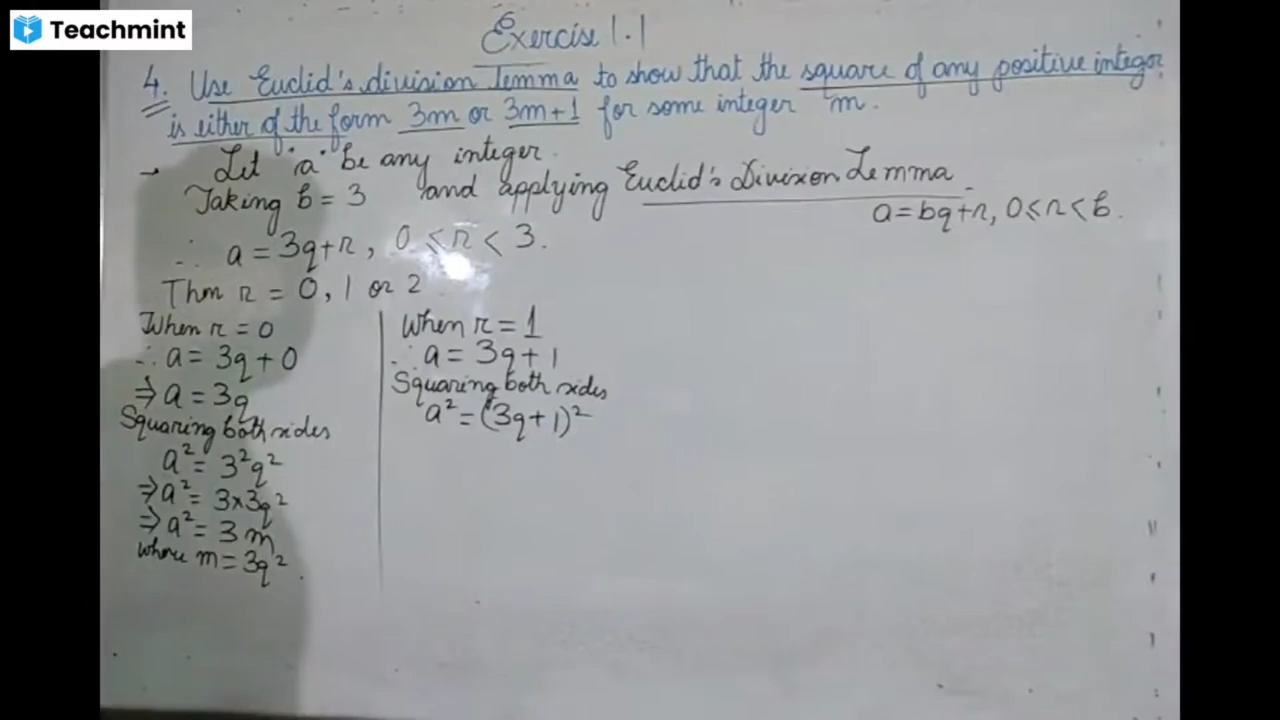 Teachmint
Exercise 1.1
4. Use Euclid's division lemma to show that the square of any positive integer
is either of the form 3m or 3m+1 for some integer 'm.
→ Let 'a' be any integer.
Taking b = 3 and applying Euclid's Division Lemma
a = bq+r, 0 < r < b.
∴ a = 3q+r, 0 < r < 3.
Thm r = 0, 1 or 2
When r = 0
∴ a = 3q + 0
⇒ a = 3q
Squaring both sides
a² = 3²q²
⇒ a² = 3×3q²
⇒ a² = 3m
where m = 3q².
When r = 1
∴ a = 3q + 1
Squaring both sides
a² = (3q+1)²